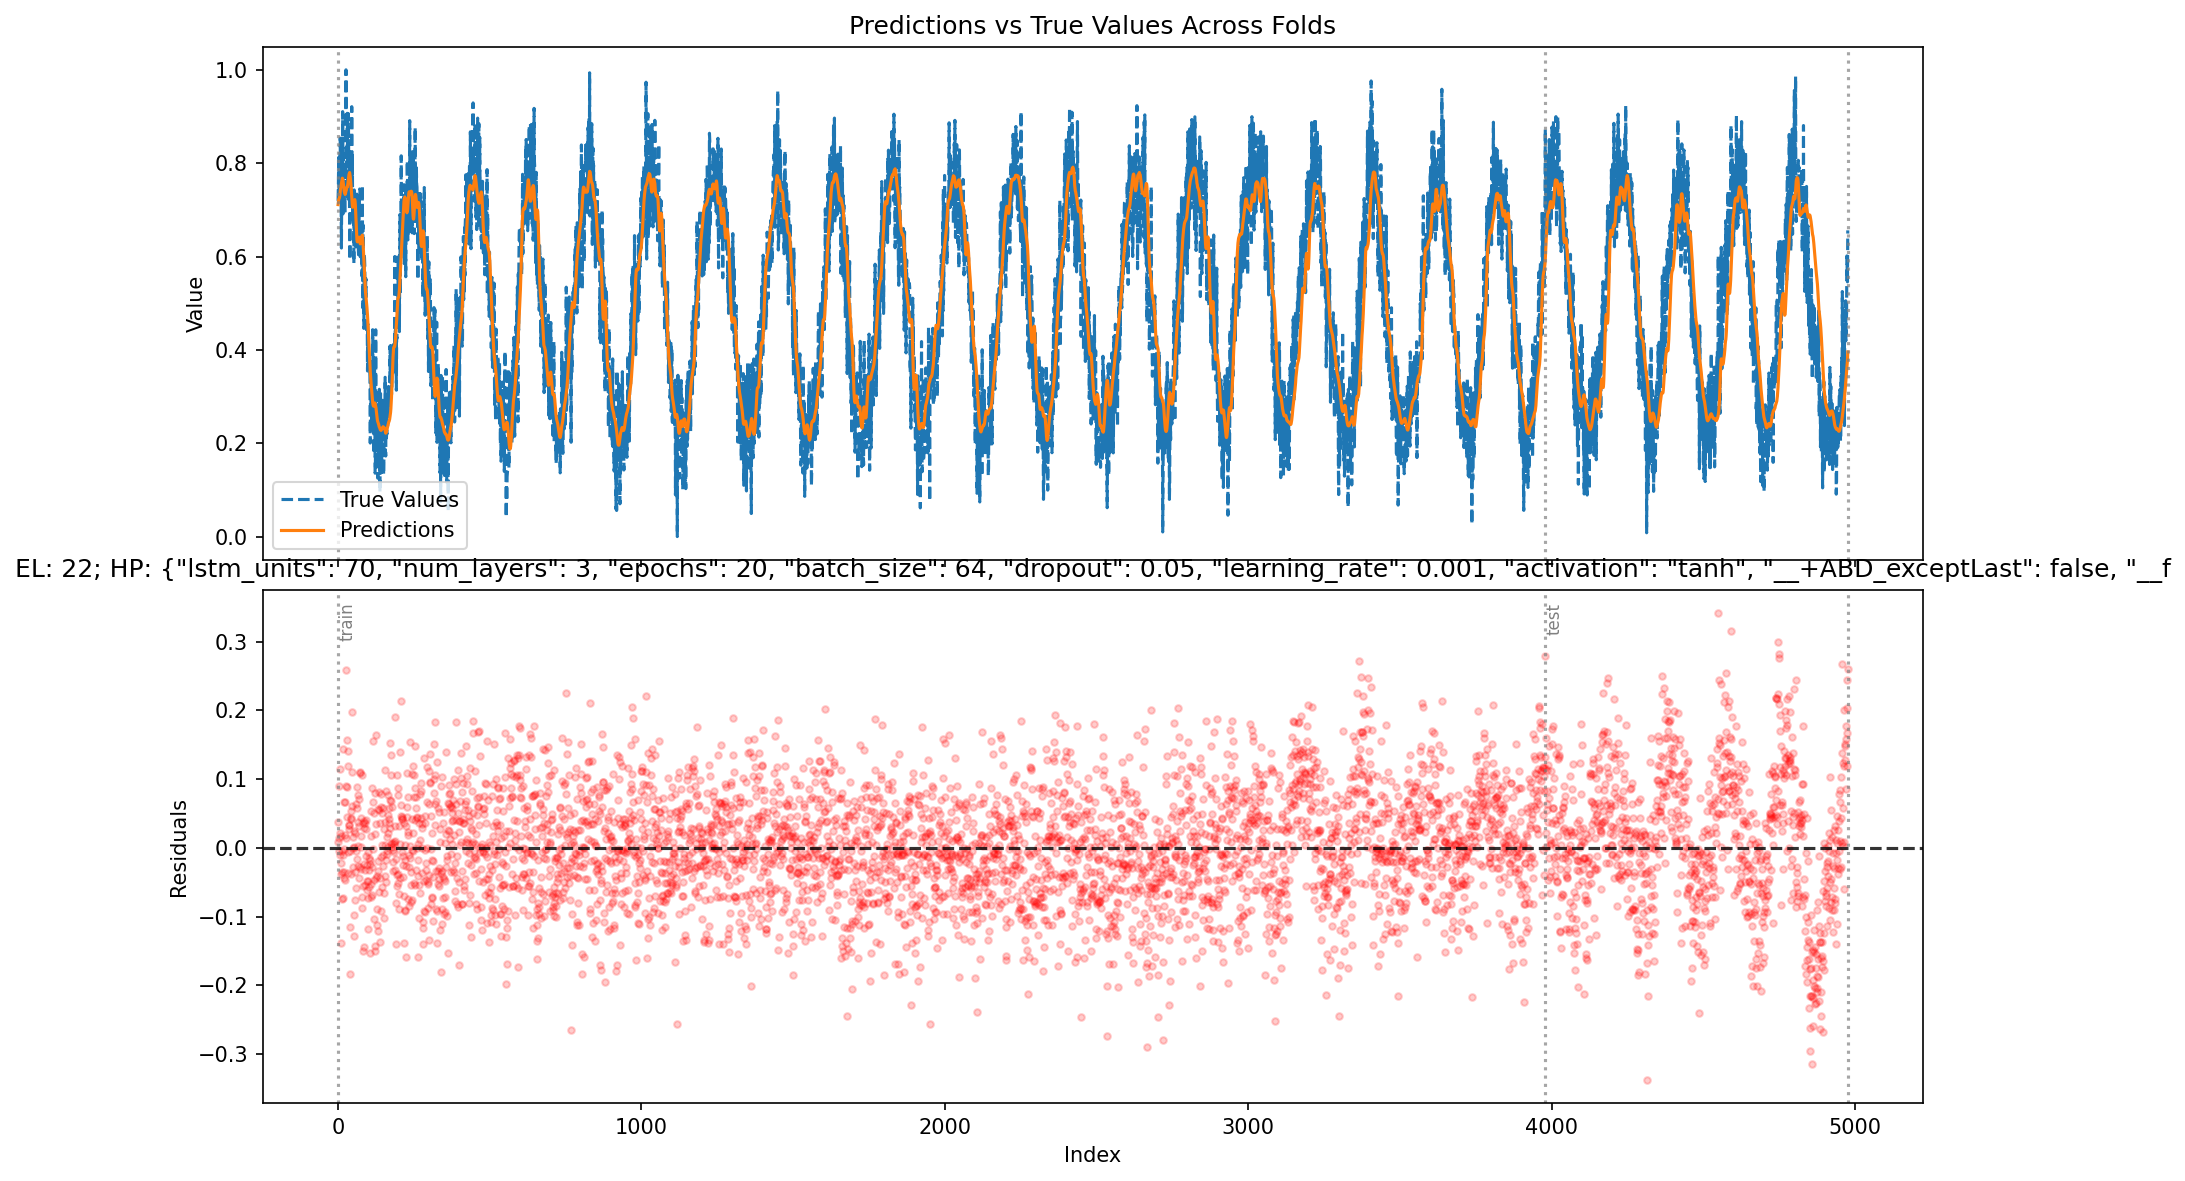 Predictions vs True Values Across Folds
1.0
0.8
0.6
0.4
0.2
0.0
Value
True Values
Predictions
EL: 22; HP: {"lstm_units": 70, "num_layers": 3, "epochs": 20, "batch_size": 64, "dropout": 0.05, "learning_rate": 0.001, "activation": "tanh", "__+ABD_exceptLast": false, "__f
train
test
0.3
0.2
0.1
0.0
−0.1
−0.2
−0.3
Residuals
0
1000
2000
3000
4000
5000
Index